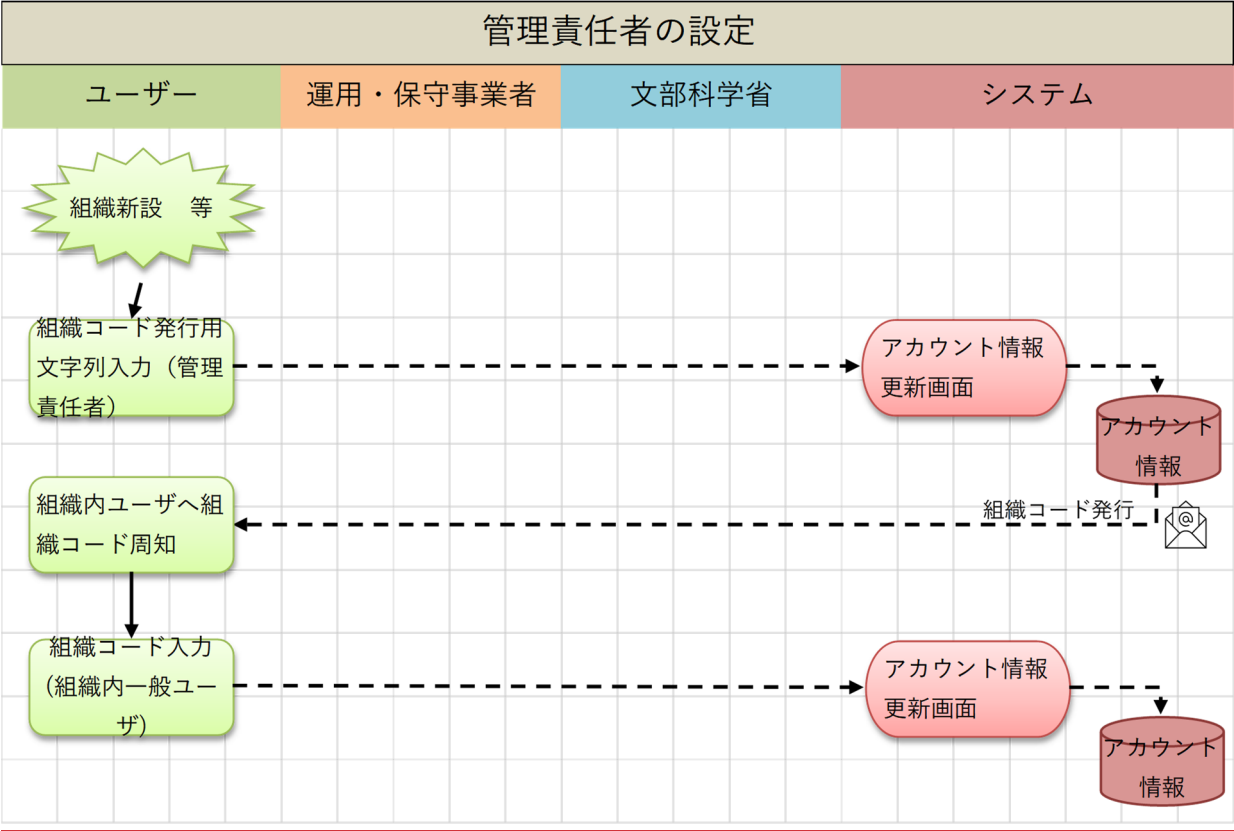 管理責任者の設定
ユーザー
運用・保守事業者
文部科学省
システム
組織新設 等
組織コード発行用
文字列入力（管理
責任者）
アカウント情報
更新画面
アカウント
情報
組織コード発行
@
組織内ユーザへ組
織コード周知
組織コード入力
(組織内一般ユー
ザ)
アカウント情報
更新画面
アカウント
情報